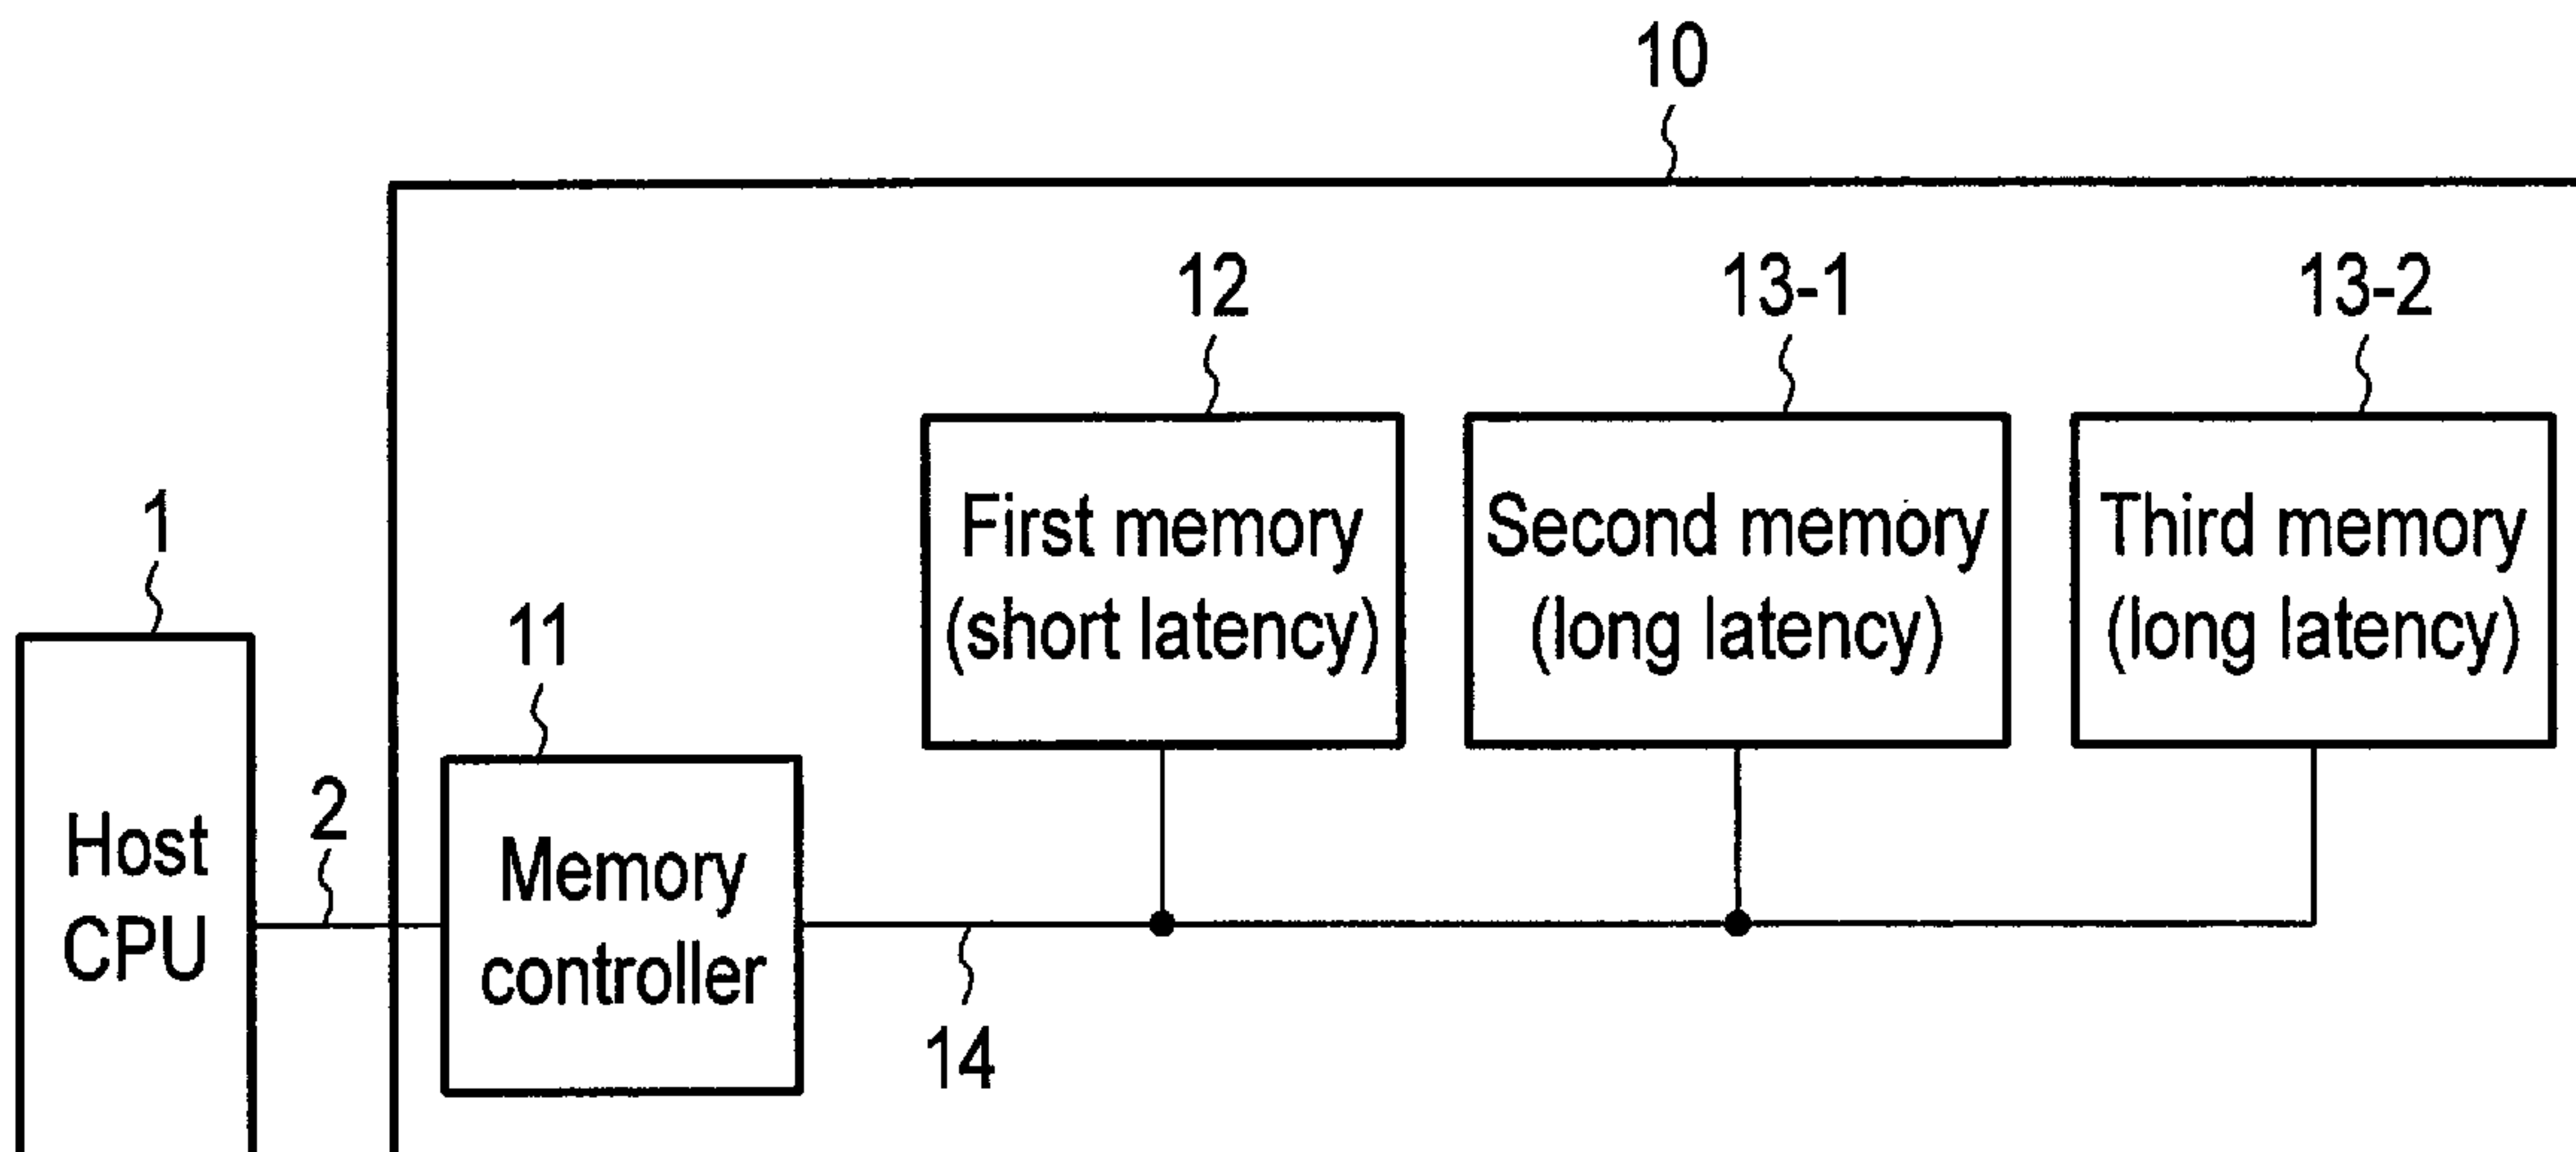 10
12
13-1
13-2
First memory
(short latency)
Second memory
(long latency)
Third memory
(long latency)
1
11
2
Host
CPU
Memory
controller
14